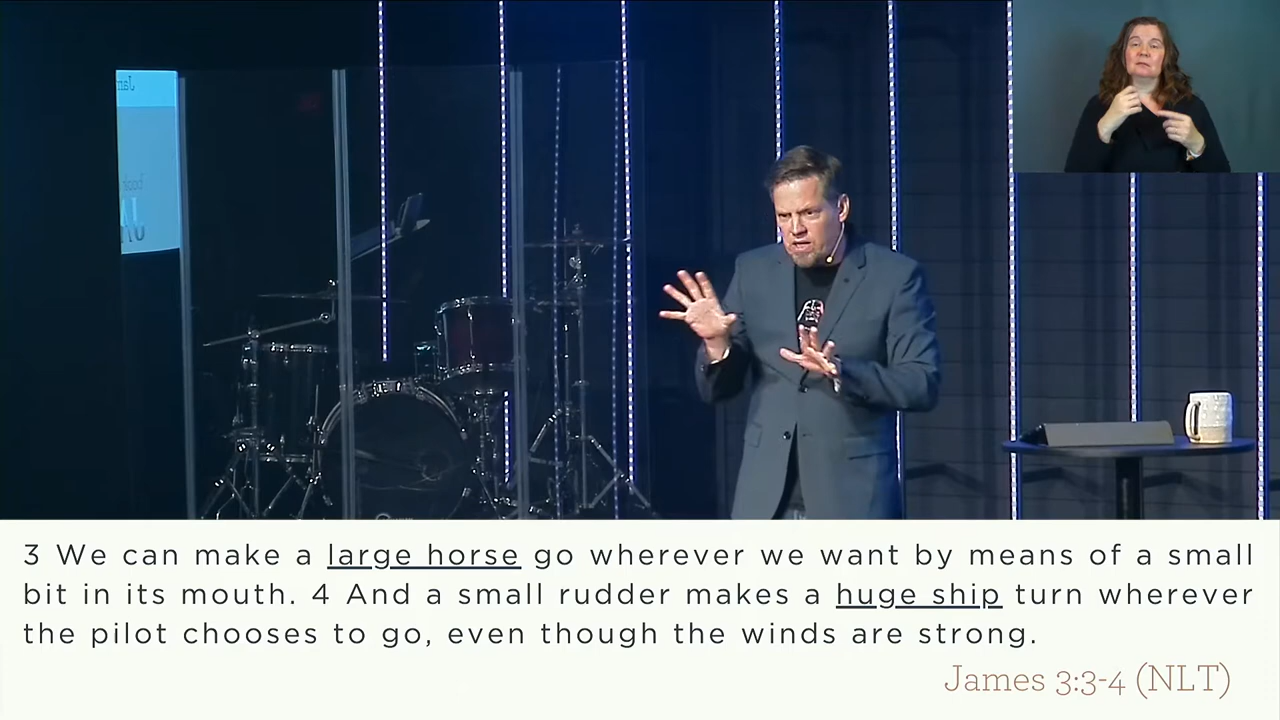 3 We can make a large horse go wherever we want by means of a small
bit in its mouth. 4 And a small rudder makes a huge ship turn wherever
the pilot chooses to go, even though the winds are strong.
James 3:3-4 (NLT)